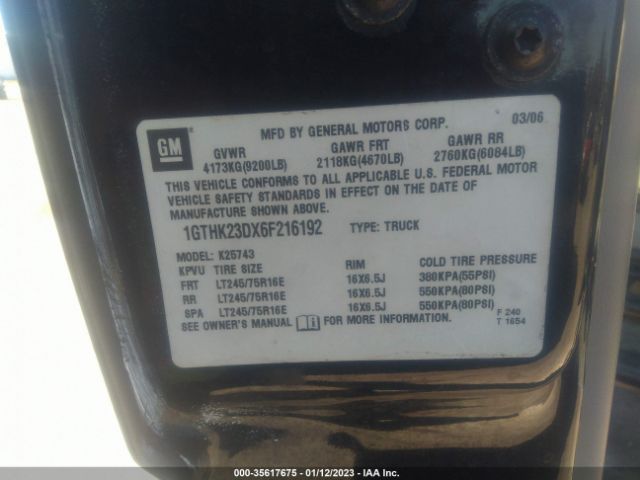 MFD BY GENERAL MOTORS CORP. 03/06
GM
GVWR GAWR FRT GAWR RR
4173KG(9200LB) 2118KG(4670LB) 2760KG(6084LB)
THIS VEHICLE CONFORMS TO ALL APPLICABLE U.S. FEDERAL MOTOR
VEHICLE SAFETY STANDARDS IN EFFECT ON THE DATE OF
MANUFACTURE SHOWN ABOVE.
1GTHK23DX6F216192 TYPE: TRUCK
MODEL: K25743
KPVU TIRE SIZE RIM COLD TIRE PRESSURE
FRT LT245/75R16E 16X6.5J 380KPA(55PSI)
RR LT245/75R16E 16X6.5J 550KPA(80PSI)
SPA LT245/75R16E 16X6.5J 550KPA(80PSI)
SEE OWNER'S MANUAL FOR MORE INFORMATION.
F 240
T 1654
000-35617675 - 01/12/2023 - IAA Inc.